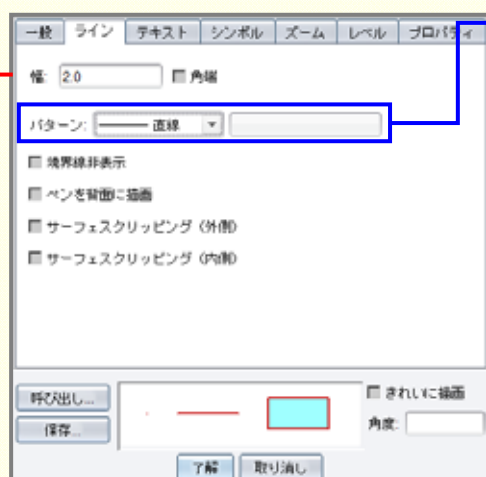 一般 ライン テキスト シンボル ズーム レベル プロパティ
幅: 2.0 角端
パターン: 直線
境界線非表示
ペンを背面に描画
サーフェスクリッピング (外側)
サーフェスクリッピング (内側)
呼び出し... きれいに描画
保存... 角度:
了解 取り消し